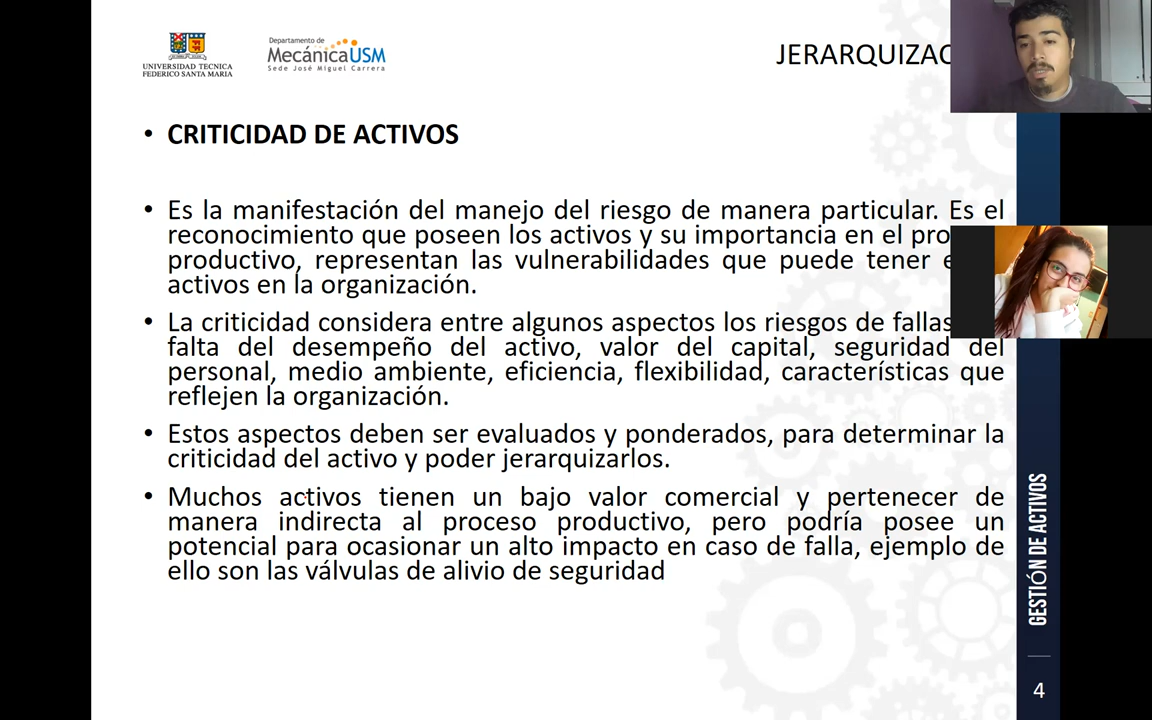 UNIVERSIDAD TECNICA
FEDERICO SANTA MARIA
Departamento de
MecánicaUSM
Sede José Miguel Carrera
JERARQUIZAC
• CRITICIDAD DE ACTIVOS
• Es la manifestación del manejo del riesgo de manera particular. Es el
reconocimiento que poseen los activos y su importancia en el pro
productivo, representan las vulnerabilidades que puede tener e
activos en la organización.
• La criticidad considera entre algunos aspectos los riesgos de fallas
falta del desempeño del activo, valor del capital, seguridad del
personal, medio ambiente, eficiencia, flexibilidad, características que
reflejen la organización.
• Estos aspectos deben ser evaluados y ponderados, para determinar la
criticidad del activo y poder jerarquizarlos.
• Muchos activos tienen un bajo valor comercial y pertenecer de
manera indirecta al proceso productivo, pero podría posee un
potencial para ocasionar un alto impacto en caso de falla, ejemplo de
ello son las válvulas de alivio de seguridad
GESTIÓN DE ACTIVOS
4